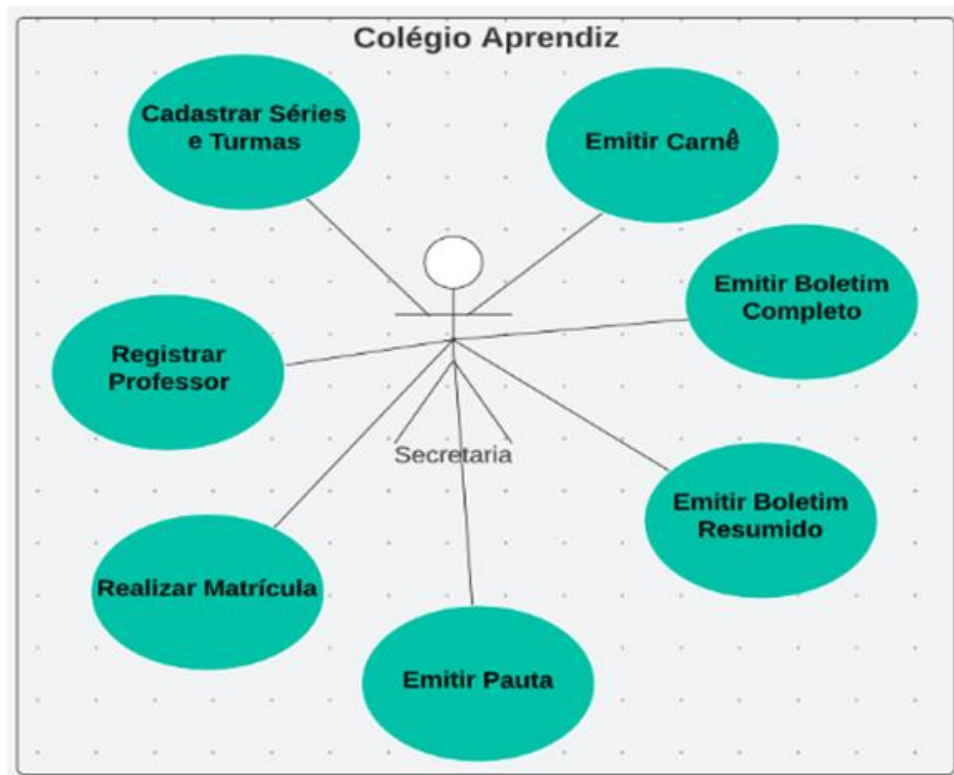 Colégio Aprendiz
Cadastrar Séries
e Turmas
Emitir Carnê
Emitir Boletim
Completo
Registrar
Professor
Secretaria
Emitir Boletim
Resumido
Realizar Matrícula
Emitir Pauta